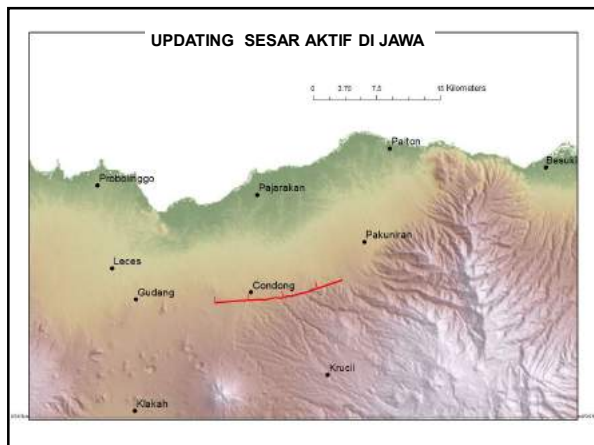 UPDATING SESAR AKTIF DI JAWA
0 3.75 7.5 15 Kilometers
Paiton
Besuki
Probolinggo
Pajarakan
Pakuniran
Leces
Condong
Gudang
Krucil
Klakah